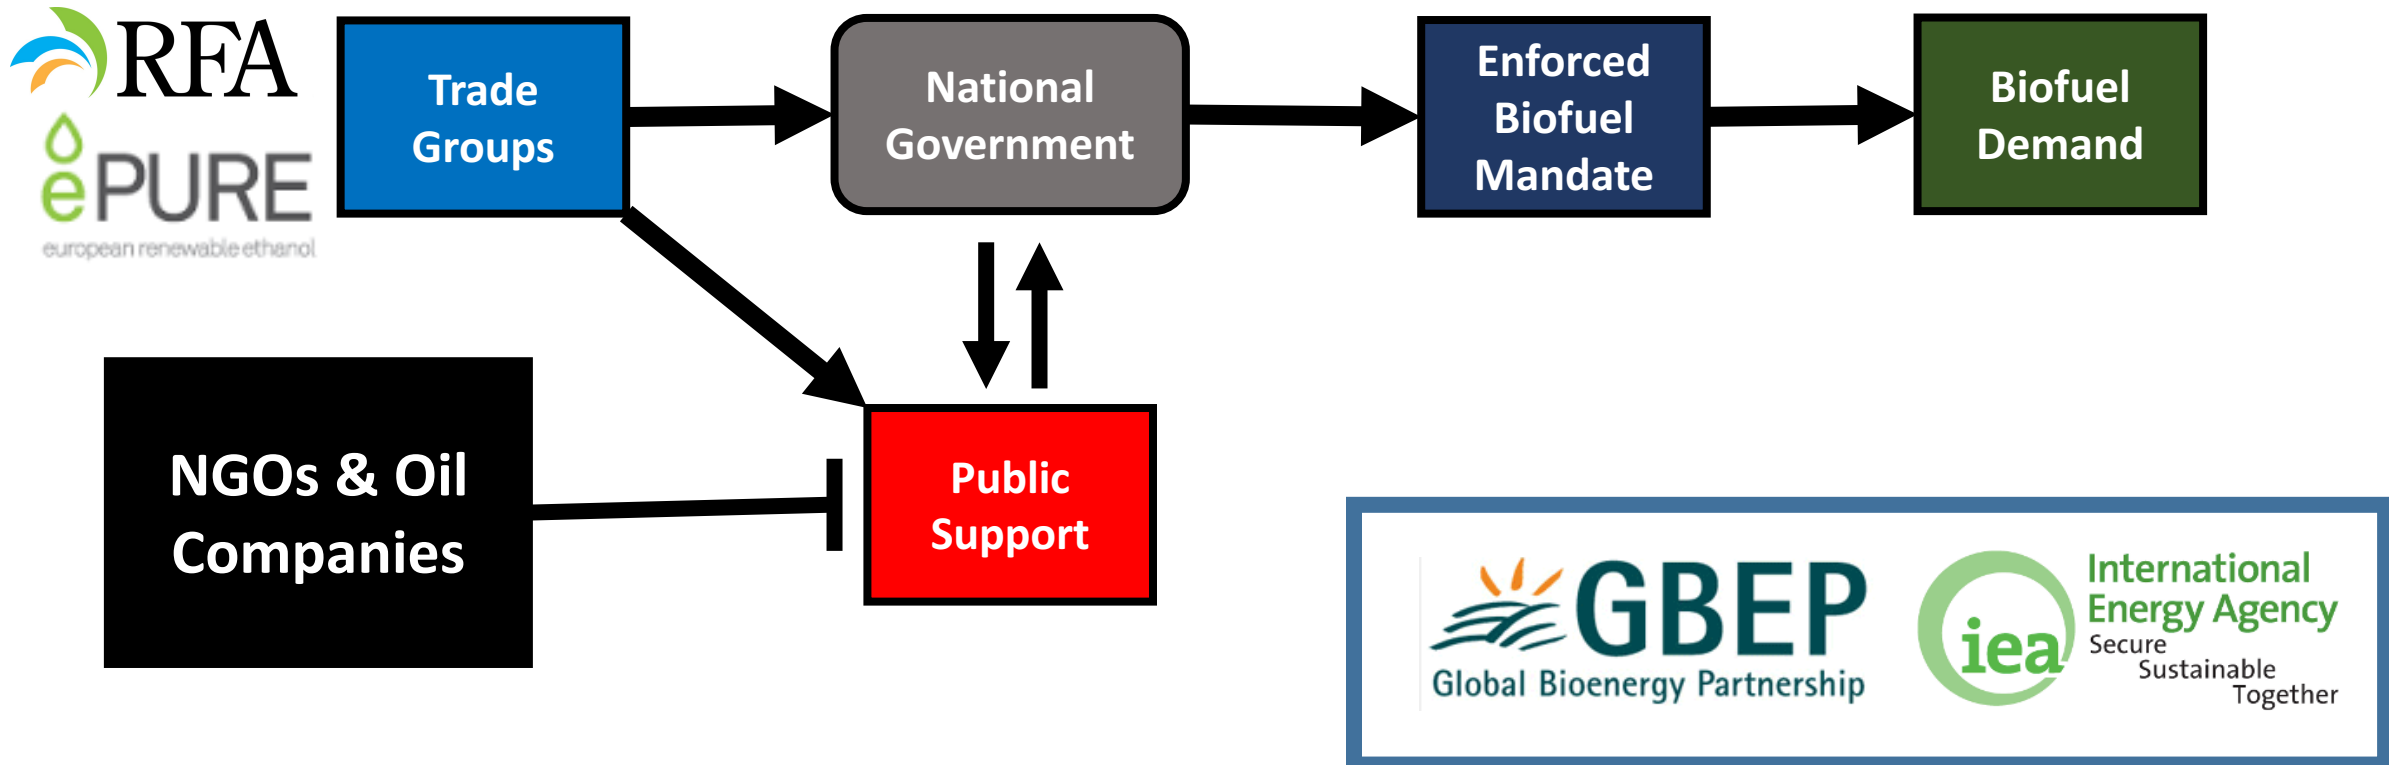 RFA
ePURE
european renewable ethanol
Trade
Groups
National
Government
Enforced
Biofuel
Mandate
Biofuel
Demand
NGOs & Oil
Companies
Public
Support
GBEP
Global Bioenergy Partnership
iea
International
Energy Agency
Secure
Sustainable
Together